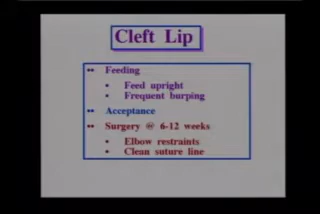 Cleft Lip
•• Feeding
• Feed upright
• Frequent burping
•• Acceptance
•• Surgery @ 6-12 weeks
• Elbow restraints
• Clean suture line